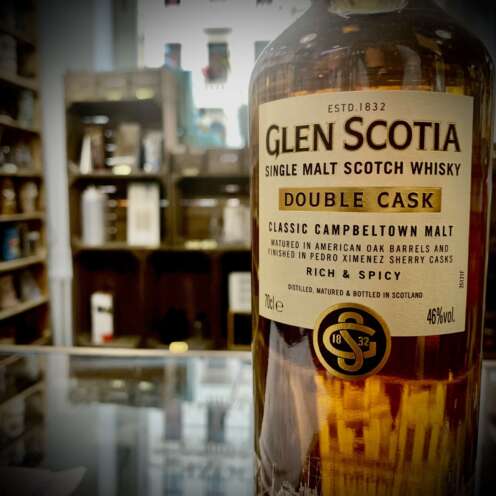 ESTD.1832
GLEN SCOTIA
SINGLE MALT SCOTCH WHISKY
DOUBLE CASK
CLASSIC CAMPBELTOWN MALT
MATURED IN AMERICAN OAK BARRELS AND
FINISHED IN PEDRO XIMENEZ SHERRY CASKS
RICH & SPICY
DISTILLED, MATURED & BOTTLED IN SCOTLAND
70cl e 46%vol.
18 GS 32